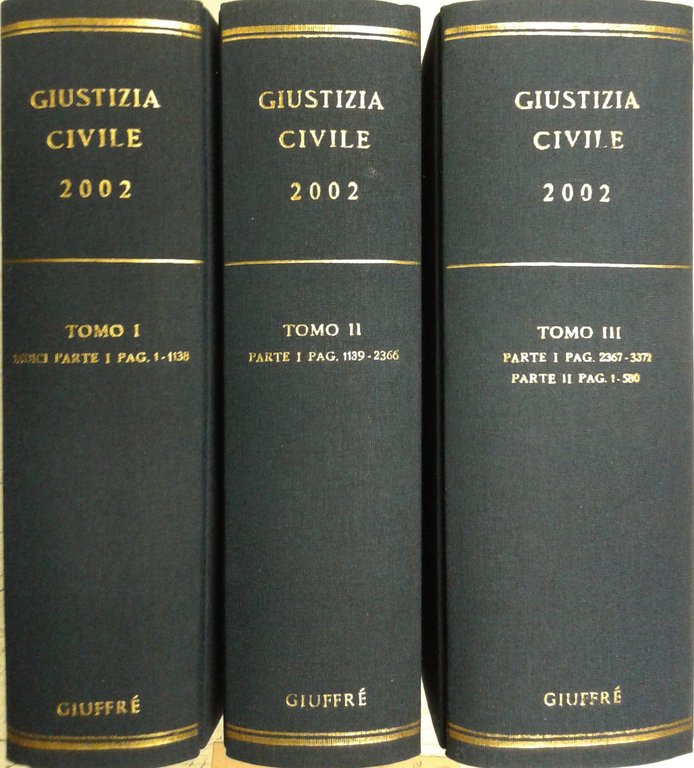 GIUSTIZIA
CIVILE
2002
TOMO I
INDICI PARTE I PAG. 1-1138
GIUFFRÉ
GIUSTIZIA
CIVILE
2002
TOMO II
PARTE I PAG. 1139-2366
GIUFFRÉ
GIUSTIZIA
CIVILE
2002
TOMO III
PARTE I PAG. 2367-3372
PARTE II PAG. 1-580
GIUFFRÉ